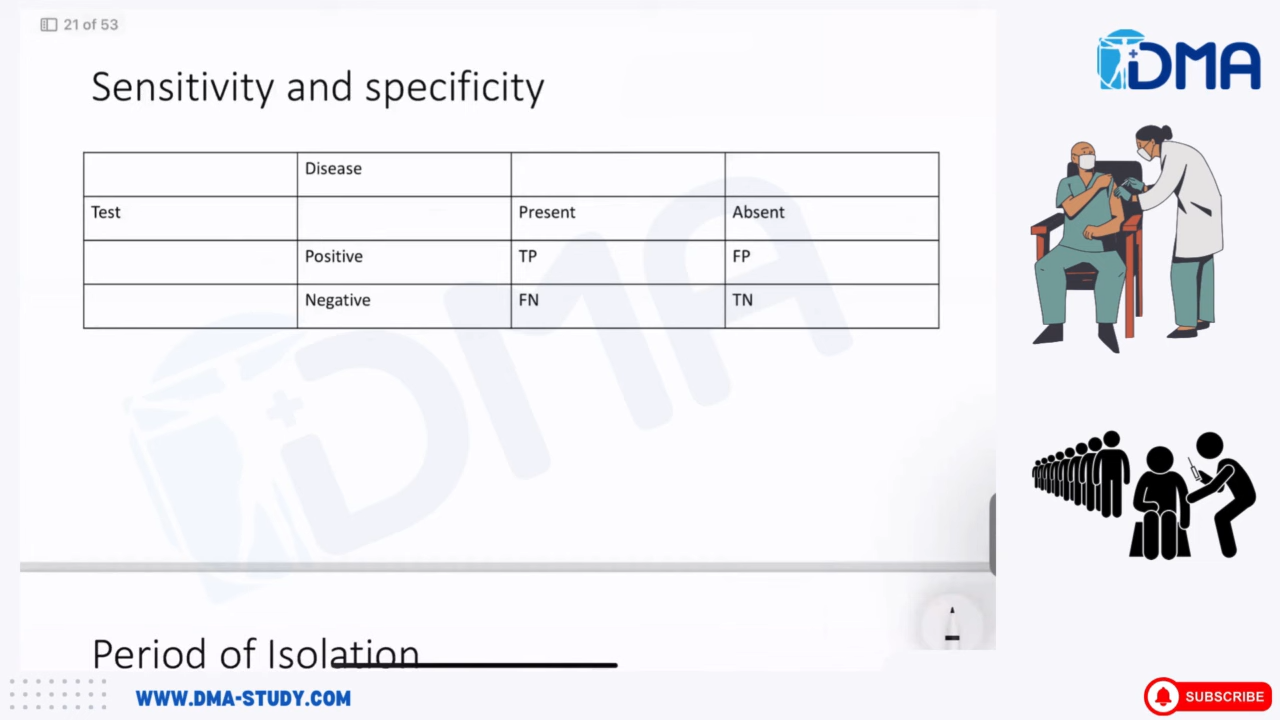 21 of 53
DMA
Sensitivity and specificity
Disease
Test Present Absent
Positive TP FP
Negative FN TN
DMA
Period of Isolation
WWW.DMA-STUDY.COM
SUBSCRIBE